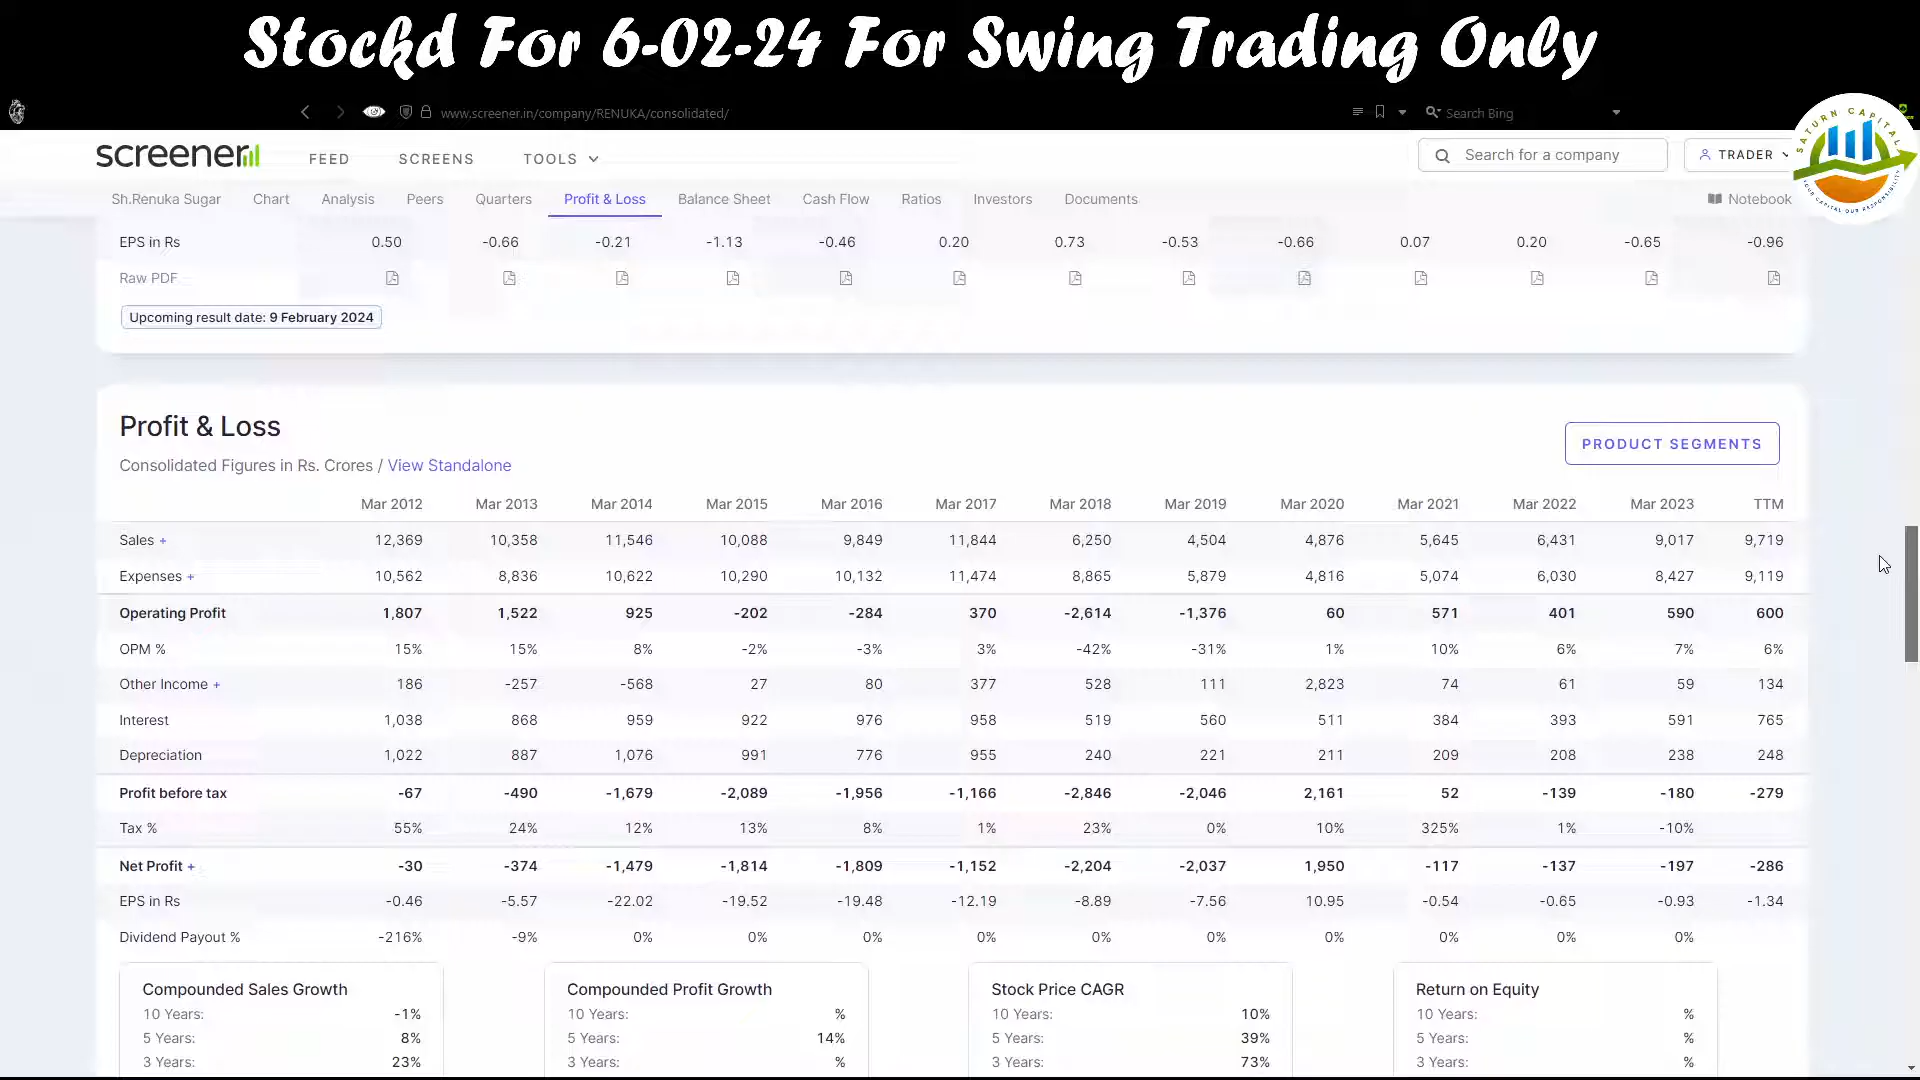 Stockd For 6-02-24 For Swing Trading Only
www.screener.in/company/RENUKA/consolidated/ Search Bing
screener FEED SCREENS TOOLS Search for a company TRADER
SATURN CAPITAL
YOUR CAPITAL OUR RESPONSIBILITY
Sh.Renuka Sugar Chart Analysis Peers Quarters Profit & Loss Balance Sheet Cash Flow Ratios Investors Documents Notebook
EPS in Rs 0.50 -0.66 -0.21 -1.13 -0.46 0.20 0.73 -0.53 -0.66 0.07 0.20 -0.65 -0.96
Raw PDF
Upcoming result date: 9 February 2024
Profit & Loss
PRODUCT SEGMENTS
Consolidated Figures in Rs. Crores / View Standalone
Mar 2012 Mar 2013 Mar 2014 Mar 2015 Mar 2016 Mar 2017 Mar 2018 Mar 2019 Mar 2020 Mar 2021 Mar 2022 Mar 2023 TTM
Sales + 12,369 10,358 11,546 10,088 9,849 11,844 6,250 4,504 4,876 5,645 6,431 9,017 9,719
Expenses + 10,562 8,836 10,622 10,290 10,132 11,474 8,865 5,879 4,816 5,074 6,030 8,427 9,119
Operating Profit 1,807 1,522 925 -202 -284 370 -2,614 -1,376 60 571 401 590 600
OPM % 15% 15% 8% -2% -3% 3% -42% -31% 1% 10% 6% 7% 6%
Other Income + 186 -257 -568 27 80 377 528 111 2,823 74 61 59 134
Interest 1,038 868 959 922 976 958 519 560 511 384 393 591 765
Depreciation 1,022 887 1,076 991 776 955 240 221 211 209 208 238 248
Profit before tax -67 -490 -1,679 -2,089 -1,956 -1,166 -2,846 -2,046 2,161 52 -139 -180 -279
Tax % 55% 24% 12% 13% 8% 1% 23% 0% 10% 325% 1% -10%
Net Profit + -30 -374 -1,479 -1,814 -1,809 -1,152 -2,204 -2,037 1,950 -117 -137 -197 -286
EPS in Rs -0.46 -5.57 -22.02 -19.52 -19.48 -12.19 -8.89 -7.56 10.95 -0.54 -0.65 -0.93 -1.34
Dividend Payout % -216% -9% 0% 0% 0% 0% 0% 0% 0% 0% 0% 0%
Compounded Sales Growth Compounded Profit Growth Stock Price CAGR Return on Equity
10 Years: -1% 10 Years: % 10 Years: 10% 10 Years: %
5 Years: 8% 5 Years: 14% 5 Years: 39% 5 Years: %
3 Years: 23% 3 Years: % 3 Years: 73% 3 Years: %